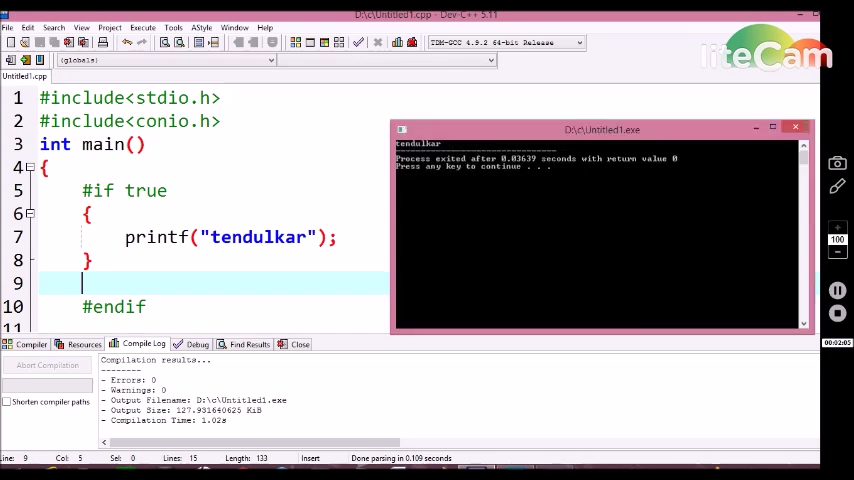 D:\c\Untitled1.cpp - Dev-C++ 5.11
File Edit Search View Project Execute Tools AStyle Window Help
TDM-GCC 4.9.2 64-bit Release
(globals)
liteCam
Untitled1.cpp
1 #include<stdio.h>
2 #include<conio.h>
3 int main()
4 {
5 #if true
6 {
7 printf("tendulkar");
8 }
9
10 #endif
11
D:\c\Untitled1.exe
tendulkar
--------------------------------
Process exited after 0.03639 seconds with return value 0
Press any key to continue . . .
100
00:02:05
Compiler Resources Compile Log Debug Find Results Close
Abort Compilation
Shorten compiler paths
Compilation results...
--------
- Errors: 0
- Warnings: 0
- Output Filename: D:\c\Untitled1.exe
- Output Size: 127.931640625 KiB
- Compilation Time: 1.02s
Line: 9 Col: 5 Sel: 0 Lines: 15 Length: 133 Insert Done parsing in 0.109 seconds